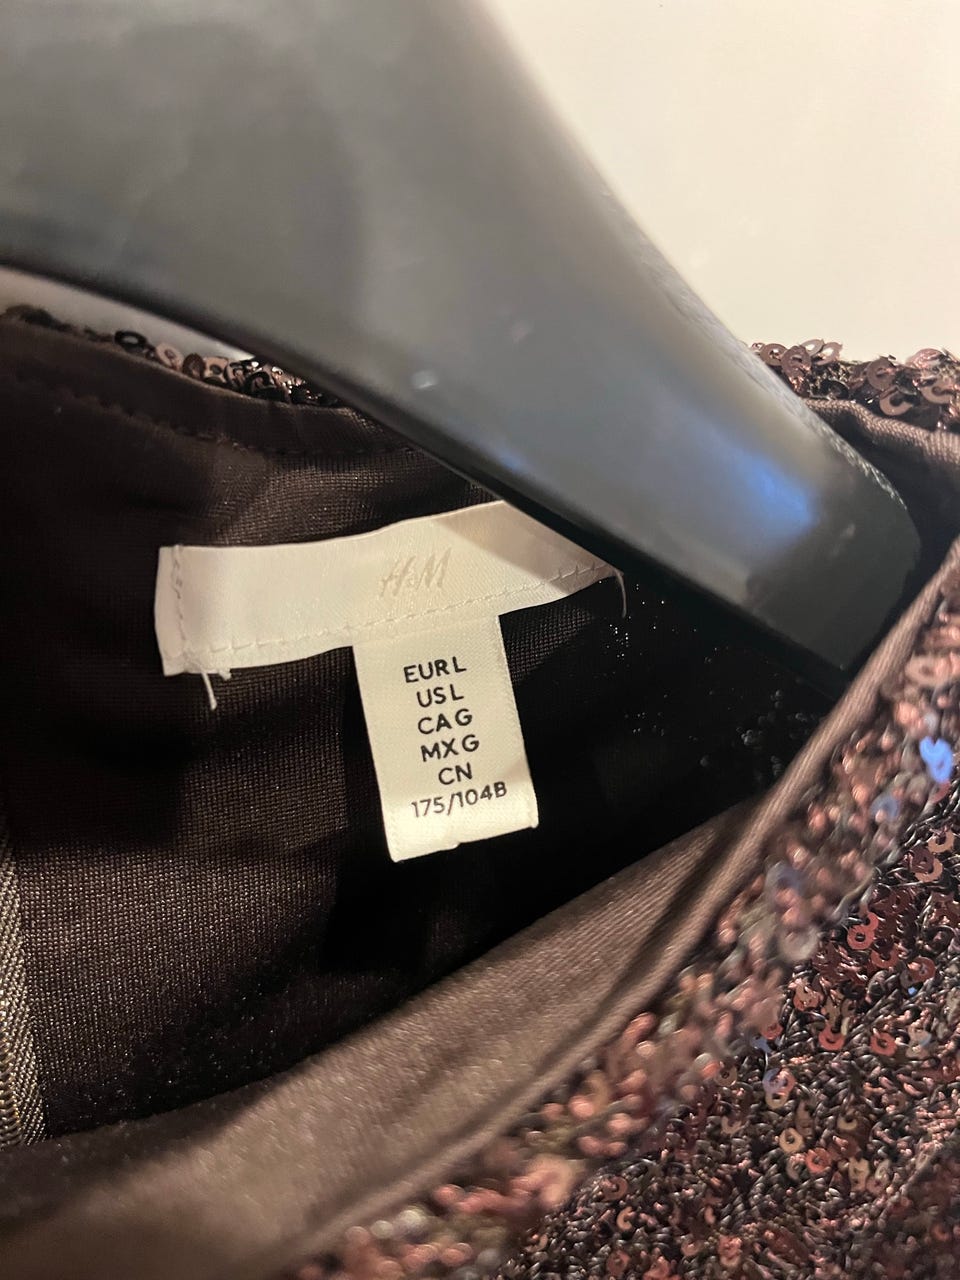 H&M
EUR L
US L
CA G
MX G
CN
175/104B